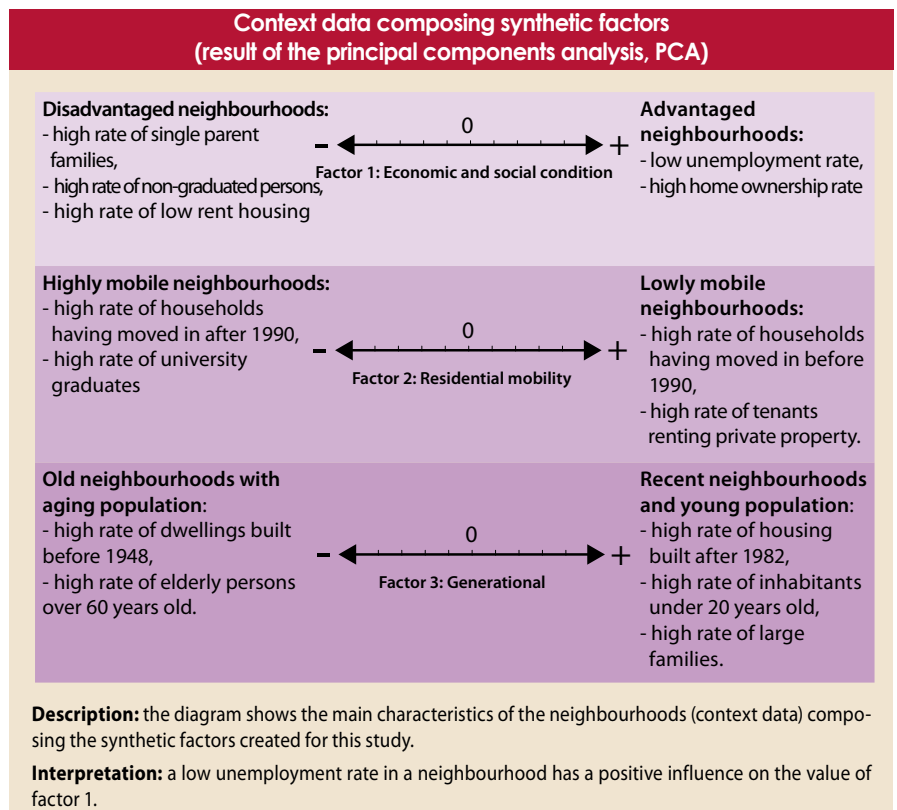 Context data composing synthetic factors
(result of the principal components analysis, PCA)
Disadvantaged neighbourhoods:
- high rate of single parent
families,
- high rate of non-graduated persons,
- high rate of low rent housing
0
- +
Factor 1: Economic and social condition
Advantaged
neighbourhoods:
- low unemployment rate,
- high home ownership rate
Highly mobile neighbourhoods:
- high rate of households
having moved in after 1990,
- high rate of university
graduates
0
- +
Factor 2: Residential mobility
Lowly mobile
neighbourhoods:
- high rate of households
having moved in before
1990,
- high rate of tenants
renting private property.
Old neighbourhoods with
aging population:
- high rate of dwellings built
before 1948,
- high rate of elderly persons
over 60 years old.
0
- +
Factor 3: Generational
Recent neighbourhoods
and young population:
- high rate of housing
built after 1982,
- high rate of inhabitants
under 20 years old,
- high rate of large
families.
Description: the diagram shows the main characteristics of the neighbourhoods (context data) compo-
sing the synthetic factors created for this study.
Interpretation: a low unemployment rate in a neighbourhood has a positive influence on the value of
factor 1.